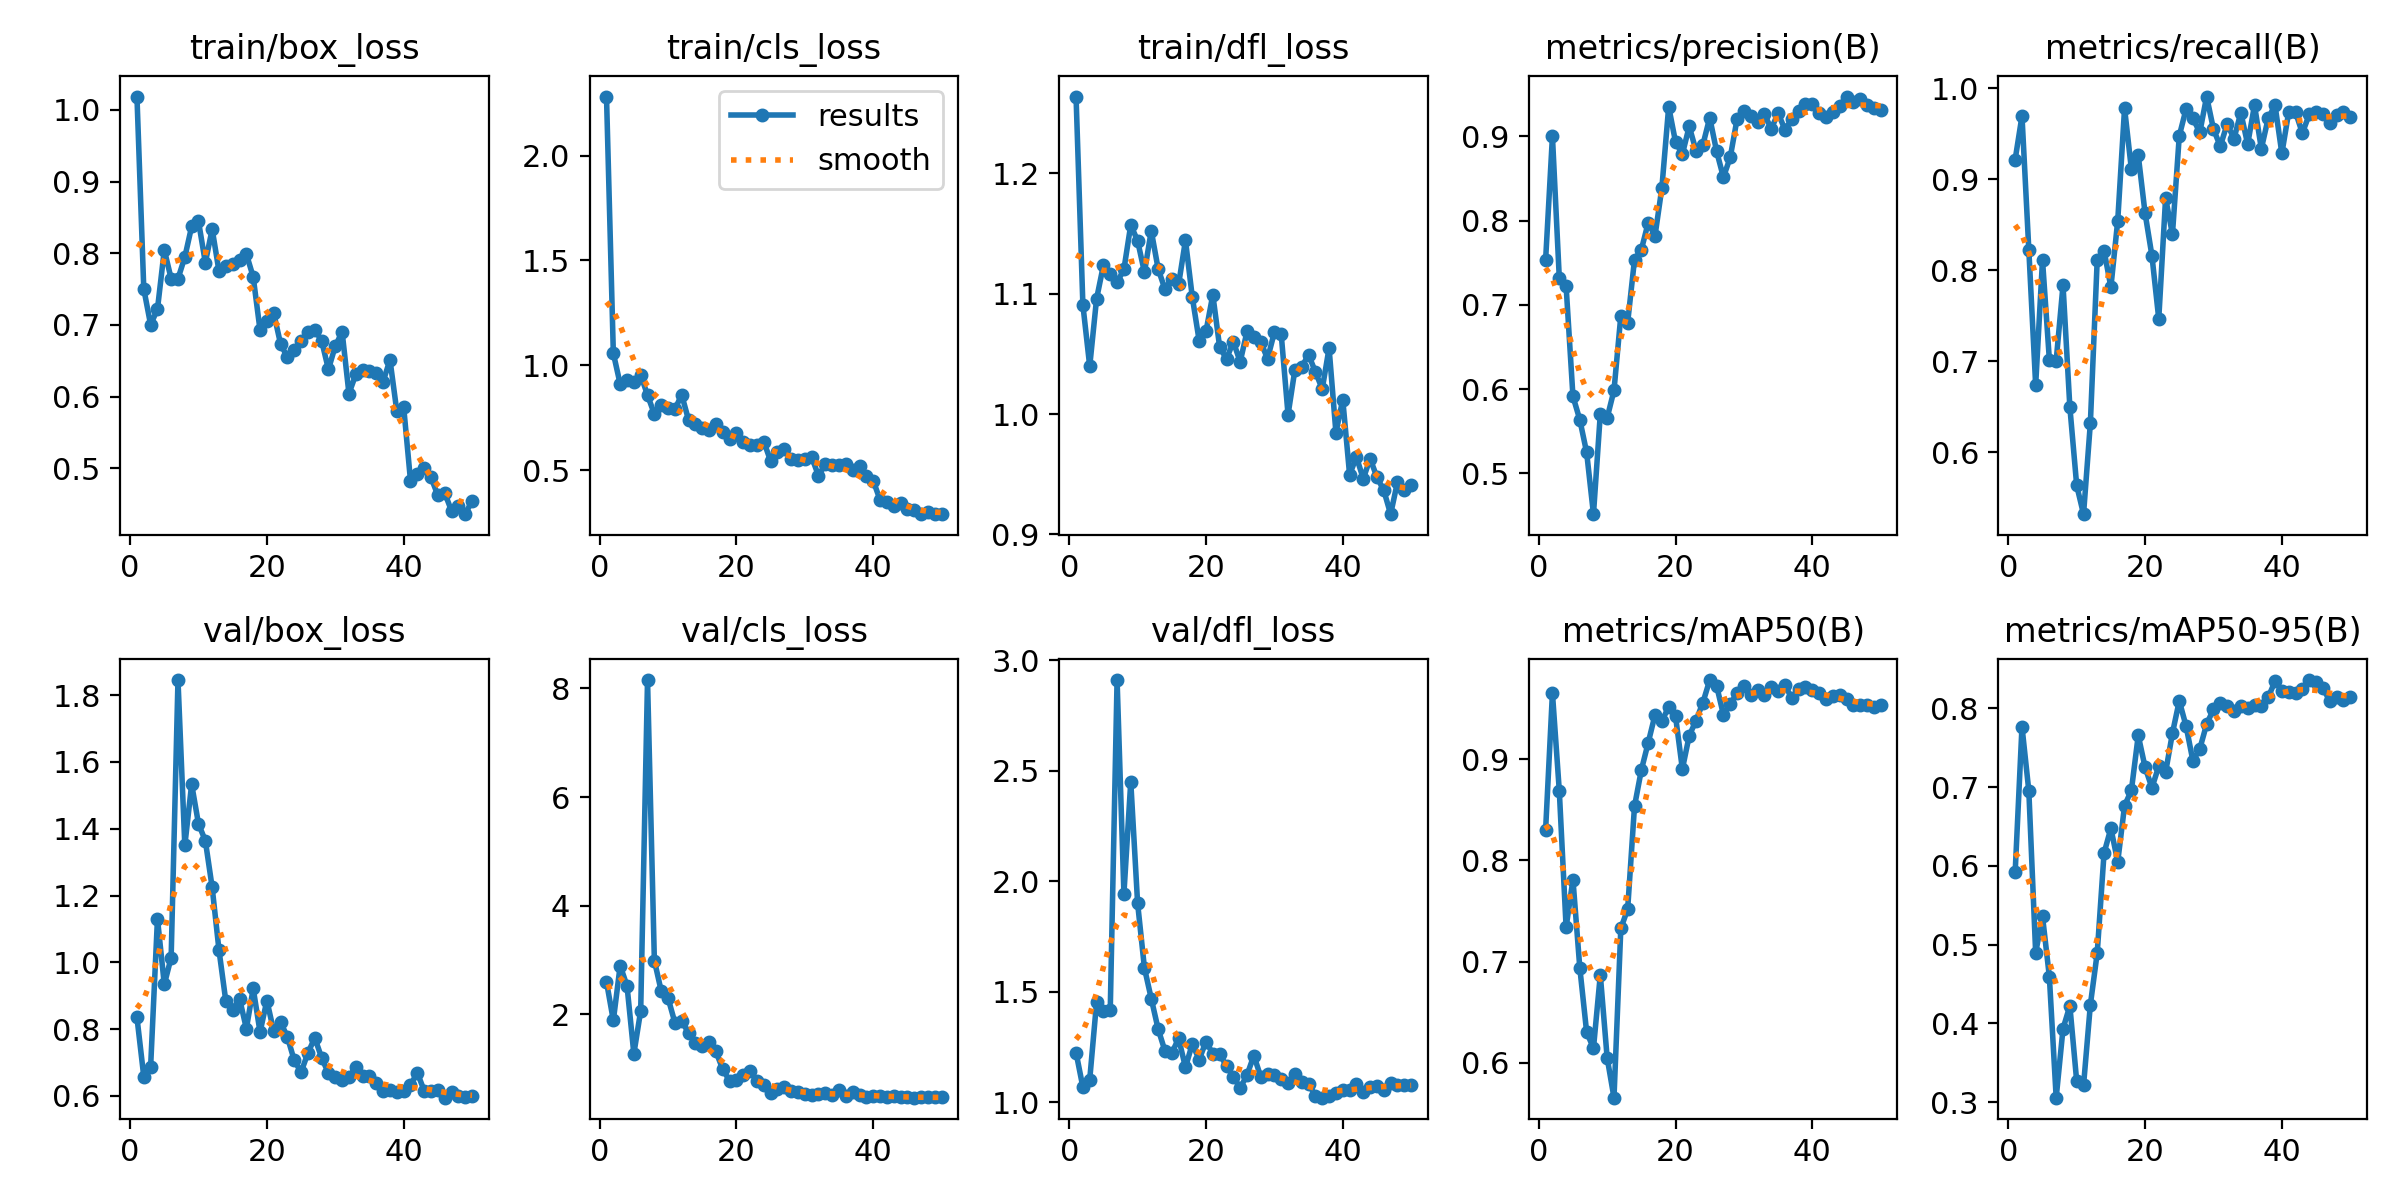 train/box_loss
1.0
0.9
0.8
0.7
0.6
0.5
0 20 40
train/cls_loss
results
smooth
2.0
1.5
1.0
0.5
0 20 40
train/dfl_loss
1.2
1.1
1.0
0.9
0 20 40
metrics/precision(B)
0.9
0.8
0.7
0.6
0.5
0 20 40
metrics/recall(B)
1.0
0.9
0.8
0.7
0.6
0 20 40
val/box_loss
1.8
1.6
1.4
1.2
1.0
0.8
0.6
0 20 40
val/cls_loss
8
6
4
2
0 20 40
val/dfl_loss
3.0
2.5
2.0
1.5
1.0
0 20 40
metrics/mAP50(B)
0.9
0.8
0.7
0.6
0 20 40
metrics/mAP50-95(B)
0.8
0.7
0.6
0.5
0.4
0.3
0 20 40